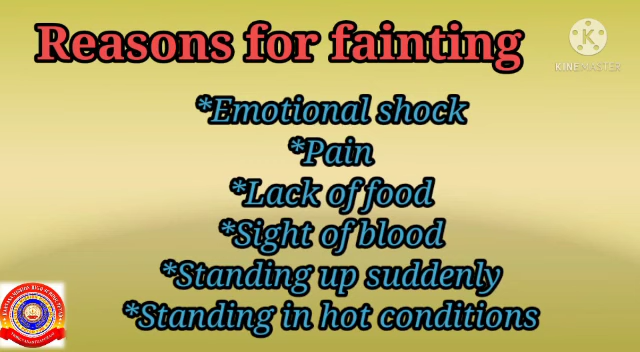 Reasons for fainting
K
KINEMASTER
*Emotional shock
*Pain
*Lack of food
*Sight of blood
*Standing up suddenly
*Standing in hot conditions